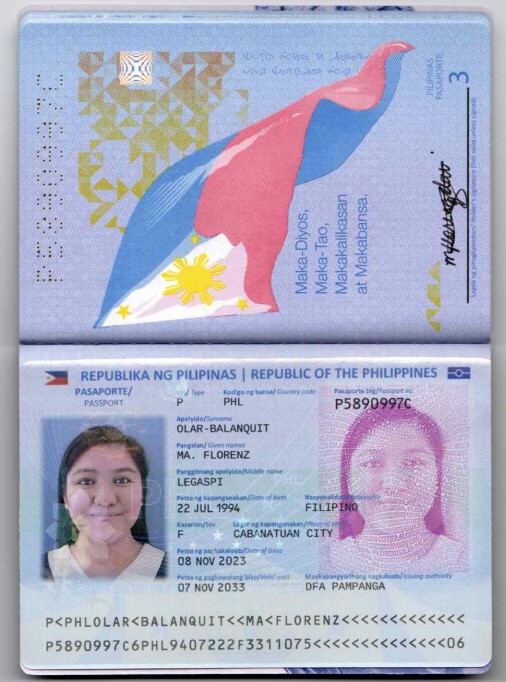 PILIPINAS
PASAPORTE
3
Maka-Diyos,
Maka-Tao,
Makakalikasan
at Makabansa.
REPUBLIKA NG PILIPINAS | REPUBLIC OF THE PHILIPPINES
PASAPORTE/
PASSPORT
Type
Kodigo ng bansa/ Country code
Pasaporte blg/Passport no.
P
PHL
P5890997C
Apelyido/Surname
OLAR-BALANQUIT
Pangalan/Given names
MA. FLORENZ
Panggitnang apelyido/Middle name
LEGASPI
Petsa ng kapanganakan/Date of birth
Nasyonalidad/Nationality
22 JUL 1994
FILIPINO
Kasarian/Sex
Lugar ng kapanganakan/Place of birth
F
CABANATUAN CITY
Petsa ng pagkakaloob/Date of issue
08 NOV 2023
Petsa ng pagkawalang bisa/Valid until
Maykapangyarihang nagkaloob/Issuing authority
07 NOV 2033
DFA PAMPANGA
P<PHLOLAR<BALANQUIT<<MA<FLORENZ<<<<<<<<<<<<<
P5890997C6PHL9407222F3311075<<<<<<<<<<<<<<06